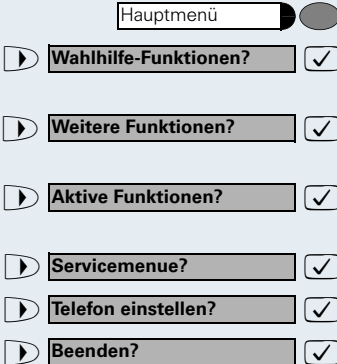 Hauptmenü
Wahlhilfe-Funktionen?
Weitere Funktionen?
Aktive Funktionen?
Servicemenue?
Telefon einstellen?
Beenden?